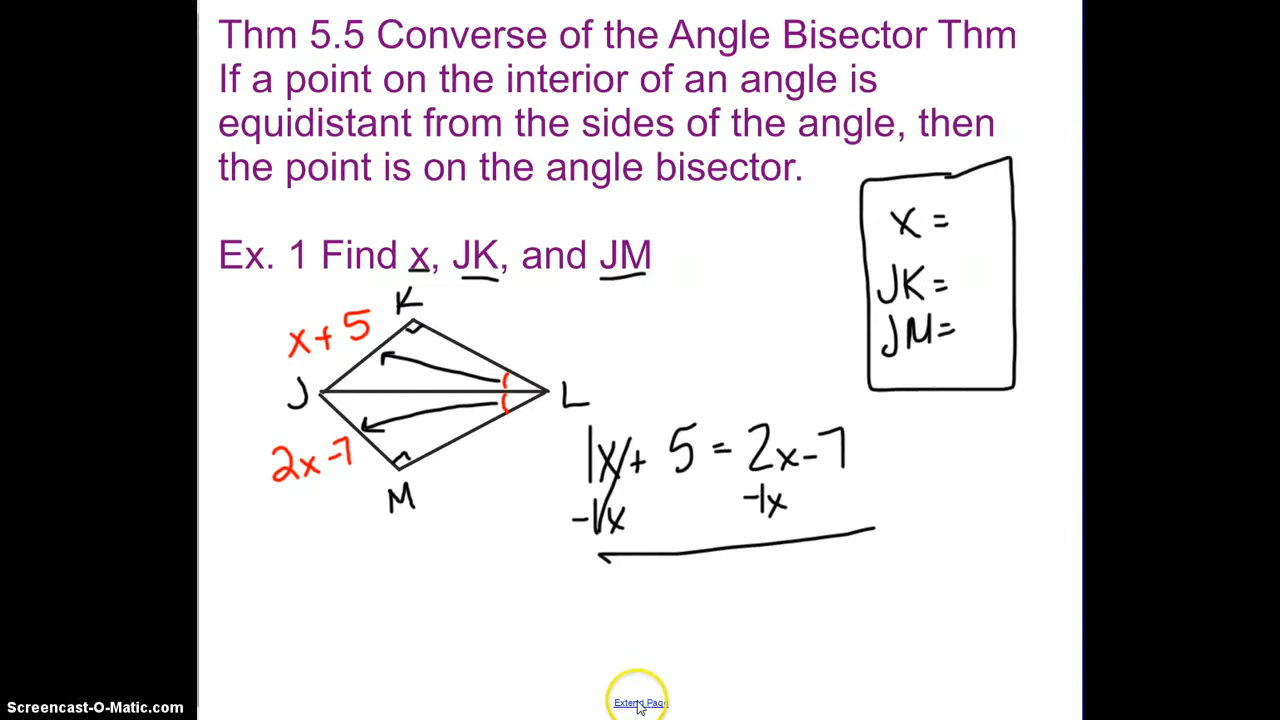 Thm 5.5 Converse of the Angle Bisector Thm
If a point on the interior of an angle is
equidistant from the sides of the angle, then
the point is on the angle bisector.
x =
JK =
JM =
Ex. 1 Find x, JK, and JM
K
x + 5
J
L
2x - 7
M
1x + 5 = 2x - 7
-1x -1x
Extend Page
Screencast-O-Matic.com